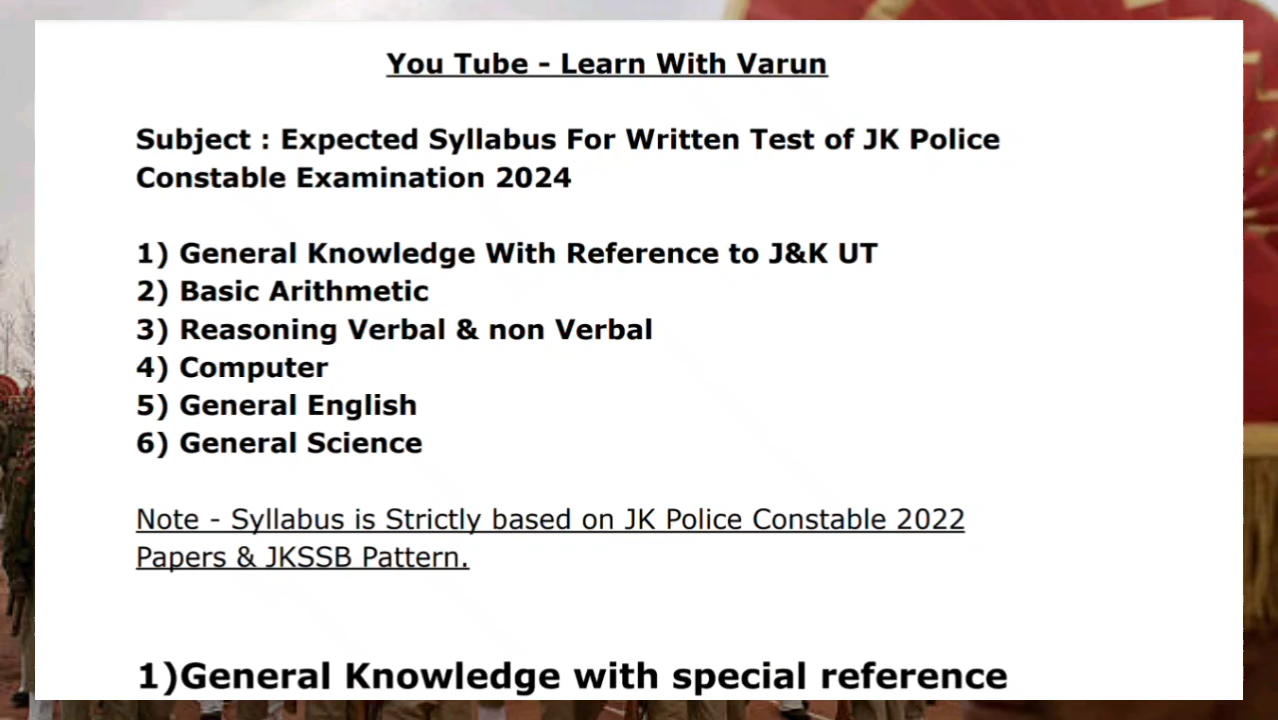 You Tube - Learn With Varun
Subject : Expected Syllabus For Written Test of JK Police
Constable Examination 2024
1) General Knowledge With Reference to J&K UT
2) Basic Arithmetic
3) Reasoning Verbal & non Verbal
4) Computer
5) General English
6) General Science
Note - Syllabus is Strictly based on JK Police Constable 2022
Papers & JKSSB Pattern.
1)General Knowledge with special reference